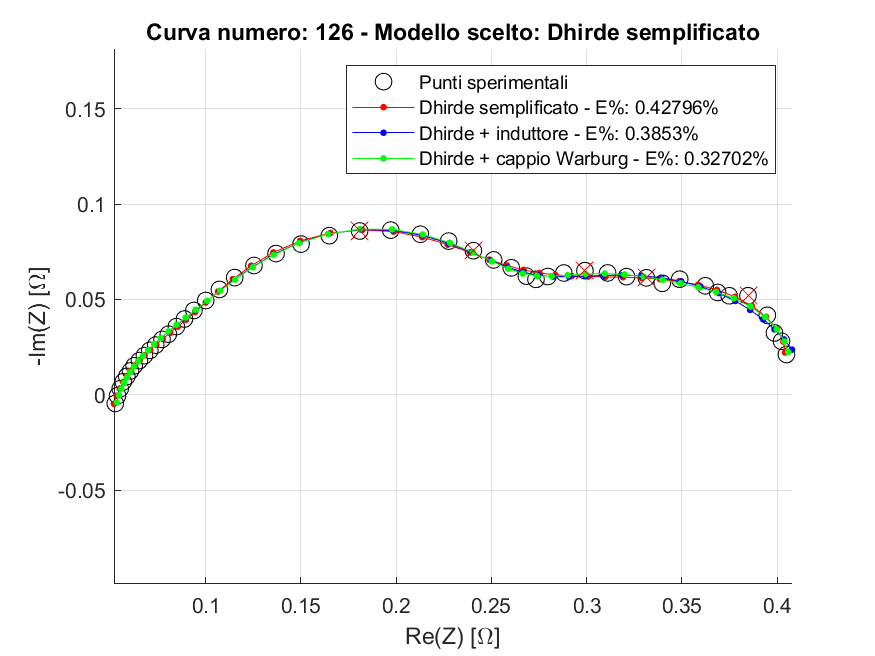 Curva numero: 126 - Modello scelto: Dhirde semplificato
Punti sperimentali
Dhirde semplificato - E%: 0.42796%
Dhirde + induttore - E%: 0.3853%
Dhirde + cappio Warburg - E%: 0.32702%
0.15
0.1
0.05
0
-0.05
-Im(Z) [Ω]
0.1 0.15 0.2 0.25 0.3 0.35 0.4
Re(Z) [Ω]